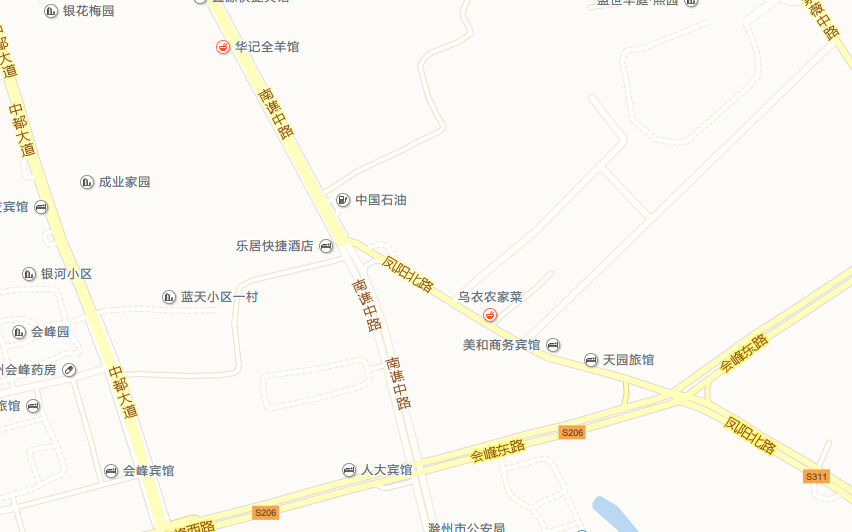 银花梅园
华记全羊馆
中都大道
南谯中路
成业家园
中国石油
宾馆
乐居快捷酒店
凤阳北路
银河小区
蓝天小区一村
南谯中路
乌衣农家菜
会峰园
美和商务宾馆
天园旅馆
会峰东路
会峰药房
中都大道
南谯中路
旅馆
凤阳北路
S206
会峰东路
会峰宾馆
人大宾馆
S311
S206
西路
滁州市公安局